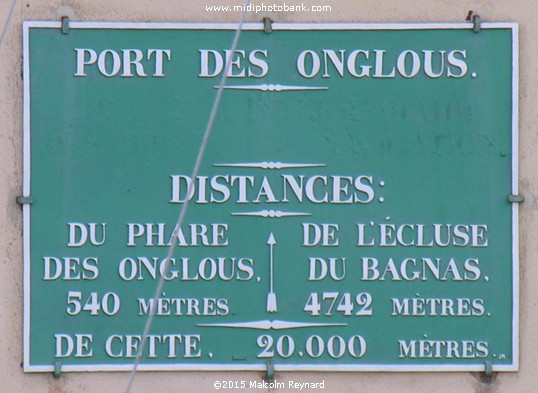 www.midiphotobank.com
PORT DES ONGLOUS.
DISTANCES:
DU PHARE
DES ONGLOUS.
540 MÈTRES.
DE L'ÉCLUSE
DU BAGNAS.
4742 MÈTRES.
DE CETTE. 20.000 MÈTRES.
©2015 Malcolm Reynard